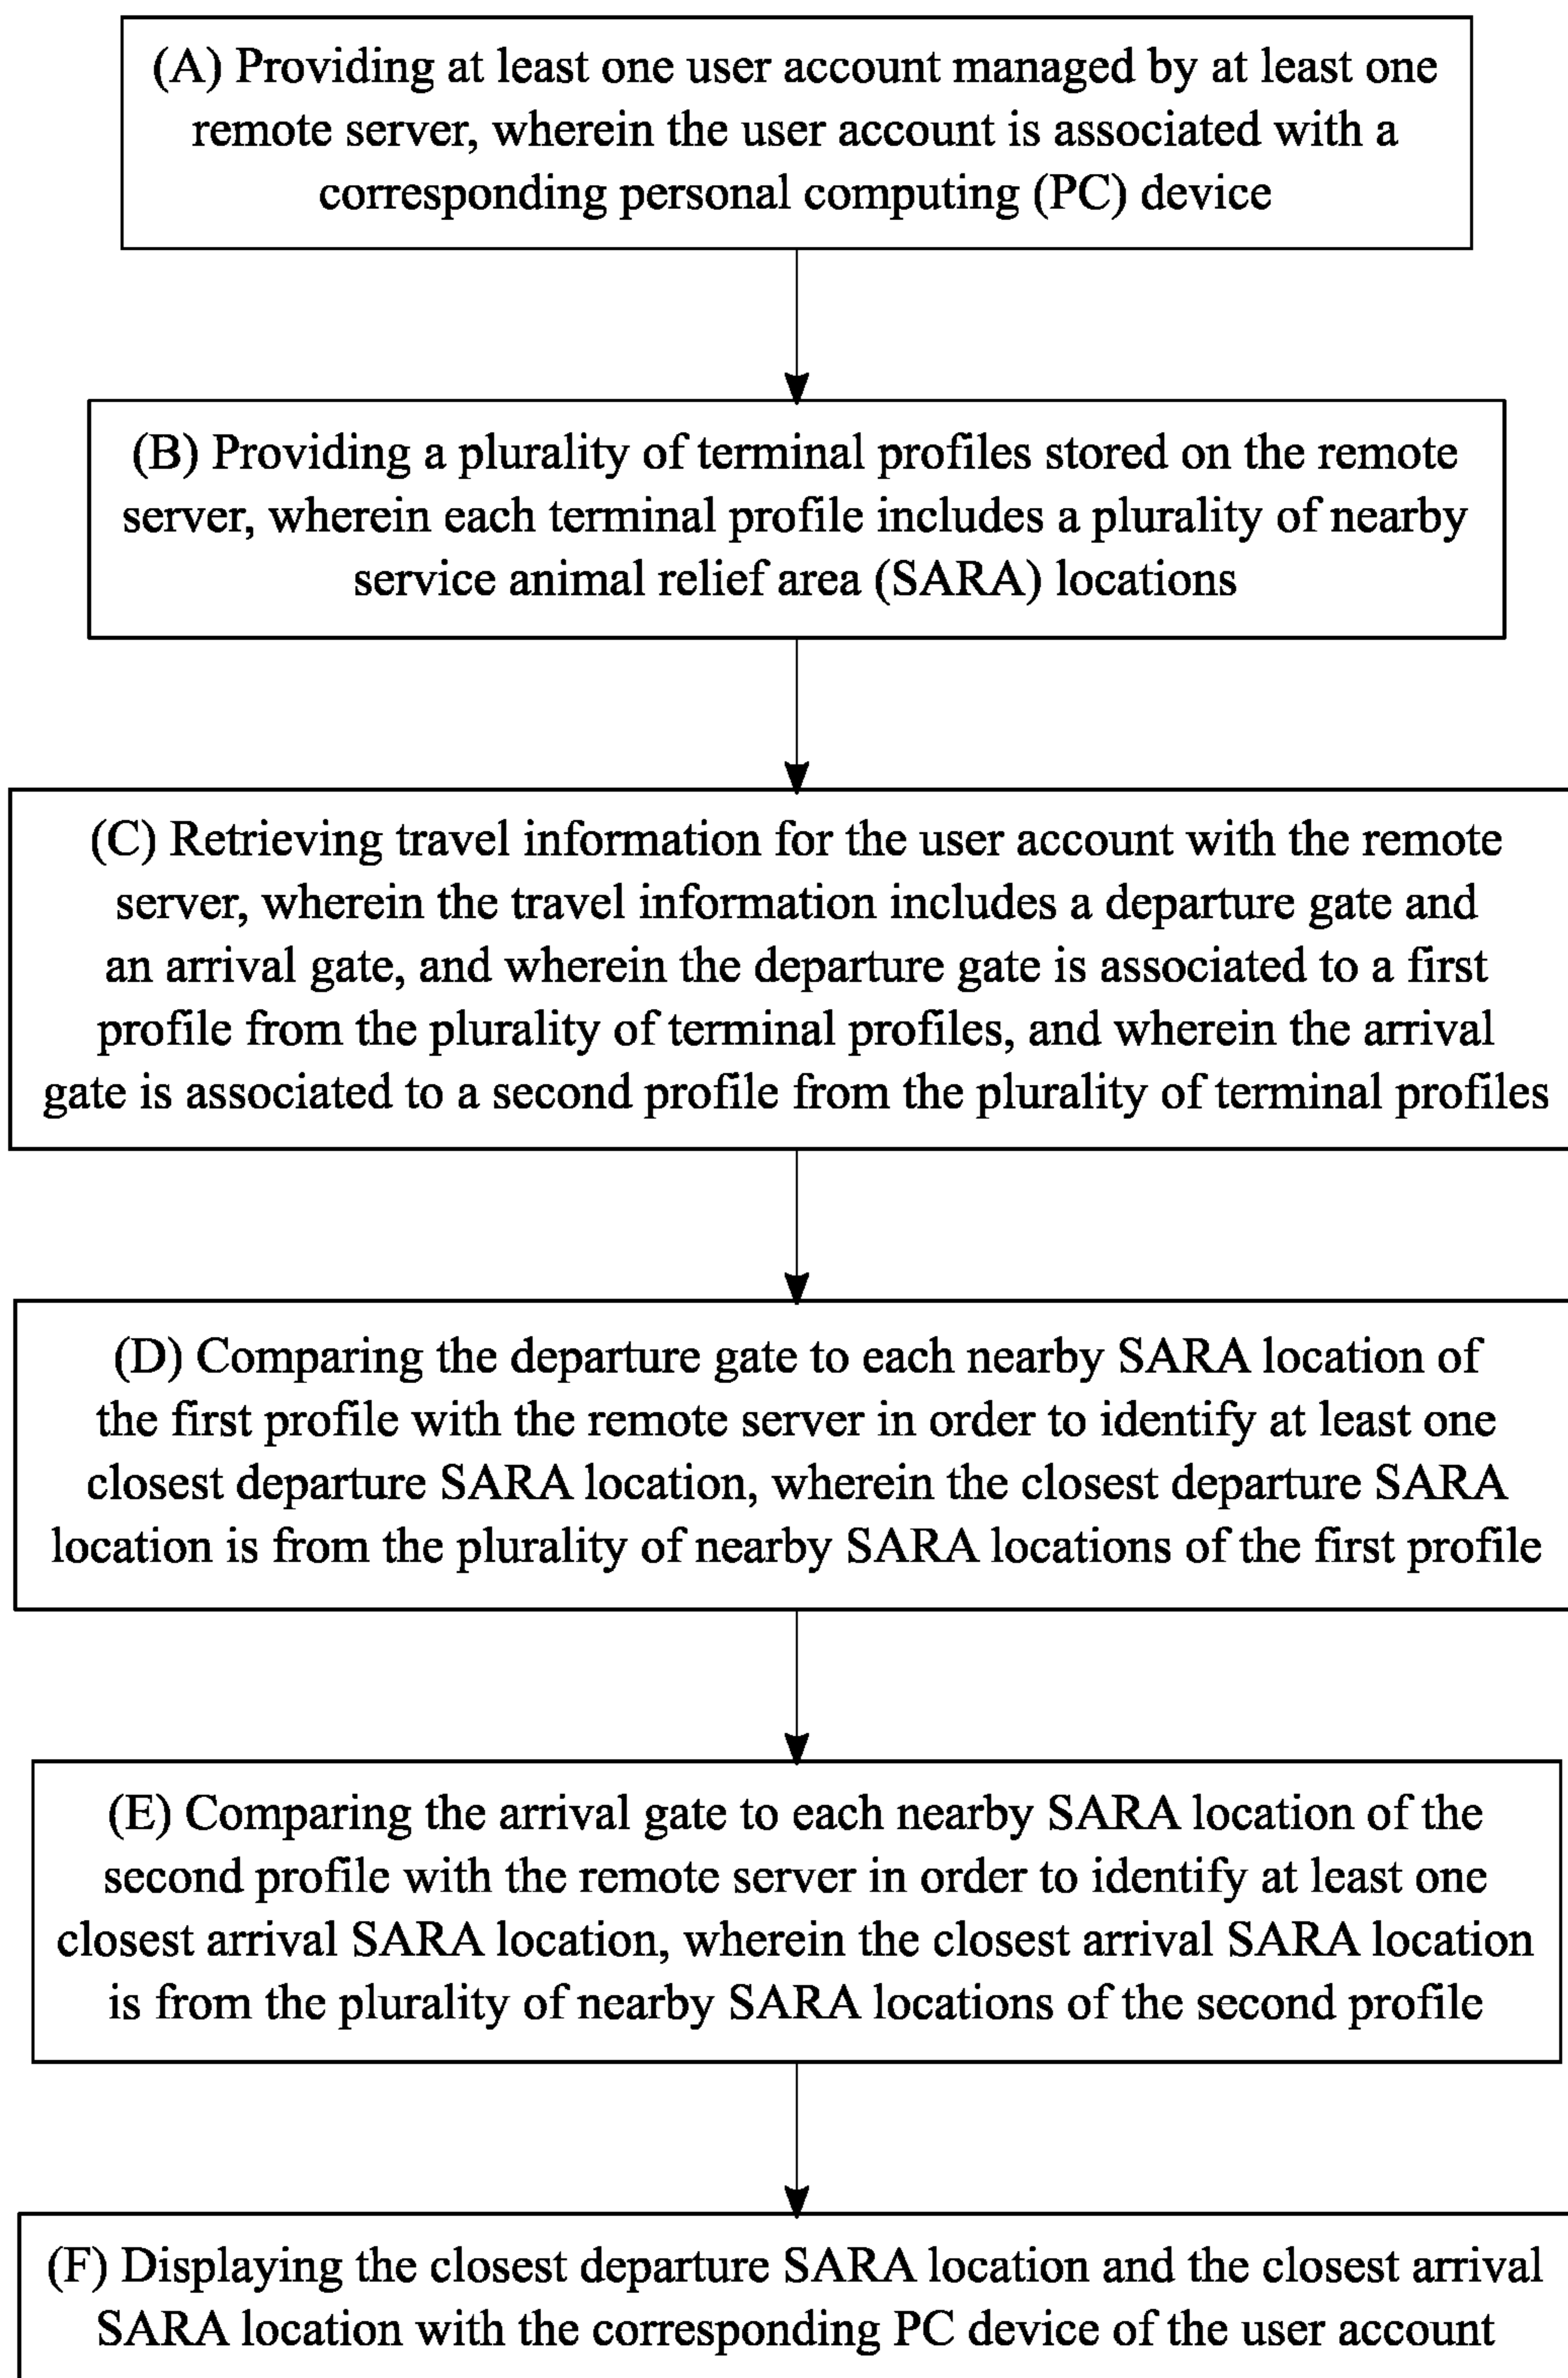 (A) Providing at least one user account managed by at least one
remote server, wherein the user account is associated with a
corresponding personal computing (PC) device
(B) Providing a plurality of terminal profiles stored on the remote
server, wherein each terminal profile includes a plurality of nearby
service animal relief area (SARA) locations
(C) Retrieving travel information for the user account with the remote
server, wherein the travel information includes a departure gate and
an arrival gate, and wherein the departure gate is associated to a first
profile from the plurality of terminal profiles, and wherein the arrival
gate is associated to a second profile from the plurality of terminal profiles
(D) Comparing the departure gate to each nearby SARA location of
the first profile with the remote server in order to identify at least one
closest departure SARA location, wherein the closest departure SARA
location is from the plurality of nearby SARA locations of the first profile
(E) Comparing the arrival gate to each nearby SARA location of the
second profile with the remote server in order to identify at least one
closest arrival SARA location, wherein the closest arrival SARA location
is from the plurality of nearby SARA locations of the second profile
(F) Displaying the closest departure SARA location and the closest arrival
SARA location with the corresponding PC device of the user account